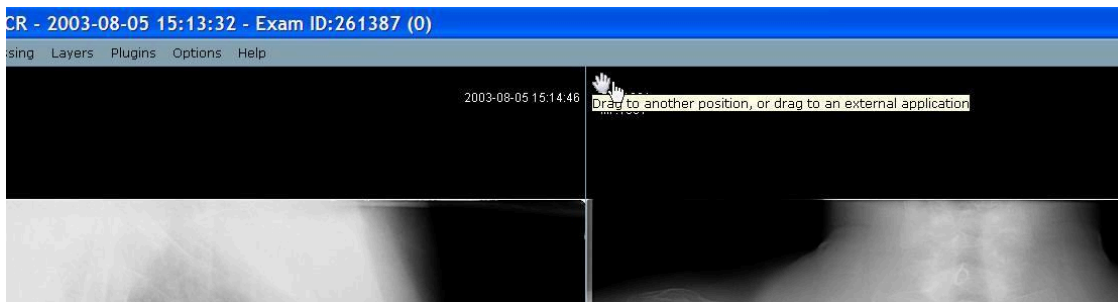 CR - 2003-08-05 15:13:32 - Exam ID:261387 (0)
ssing Layers Plugins Options Help
2003-08-05 15:14:46
Drag to another position, or drag to an external application